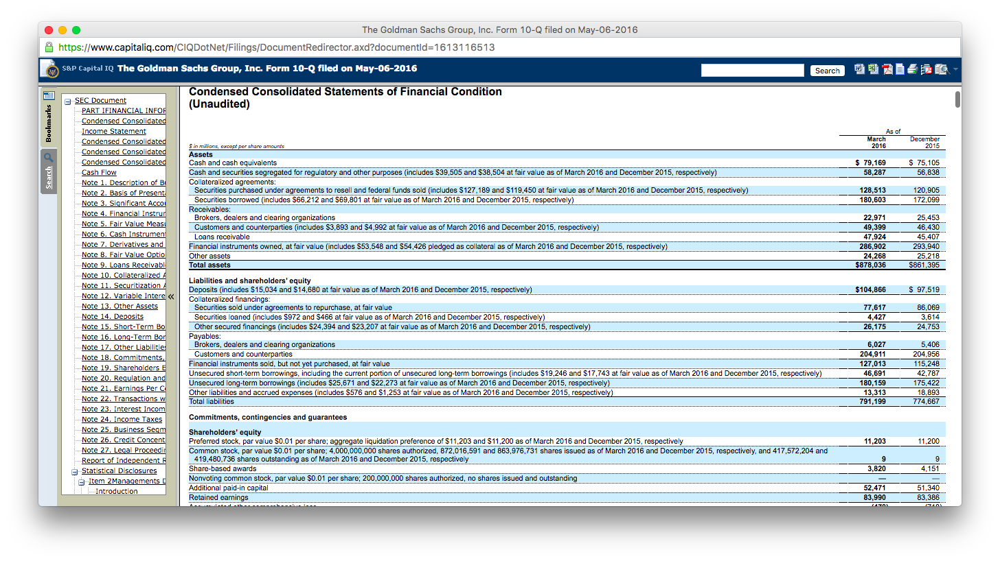 The Goldman Sachs Group, Inc. Form 10-Q filed on May-06-2016
https://www.capitaliq.com/CIQDotNet/Filings/DocumentRedirector.axd?documentId=1613116513
S&P Capital IQ The Goldman Sachs Group, Inc. Form 10-Q filed on May-06-2016
Search
Bookmarks
Search
SEC Document
PART IFINANCIAL INFOR
Condensed Consolidated
Income Statement
Condensed Consolidated
Condensed Consolidated
Condensed Consolidated
Cash Flow
Note 1. Description of B
Note 2. Basis of Present
Note 3. Significant Acco
Note 4. Financial Instru
Note 5. Fair Value Meas
Note 6. Cash Instrument
Note 7. Derivatives and
Note 8. Fair Value Optio
Note 9. Loans Receivabl
Note 10. Collateralized A
Note 11. Securitization A
Note 12. Variable Intere
Note 13. Other Assets
Note 14. Deposits
Note 15. Short-Term Bo
Note 16. Long-Term Bor
Note 17. Other Liabilities
Note 18. Commitments,
Note 19. Shareholders E
Note 20. Regulation and
Note 21. Earnings Per C
Note 22. Transactions w
Note 23. Interest Incom
Note 24. Income Taxes
Note 25. Business Segm
Note 26. Credit Concent
Note 27. Legal Proceedi
Report of Independent R
Statistical Disclosures
Item 2Managements D
Introduction
Condensed Consolidated Statements of Financial Condition
(Unaudited)
As of
March December
$ in millions, except per share amounts 2016 2015
Assets
Cash and cash equivalents $ 79,169 $ 75,105
Cash and securities segregated for regulatory and other purposes (includes $39,505 and $38,504 at fair value as of March 2016 and December 2015, respectively) 58,287 56,838
Collateralized agreements:
Securities purchased under agreements to resell and federal funds sold (includes $127,189 and $119,450 at fair value as of March 2016 and December 2015, respectively) 128,513 120,905
Securities borrowed (includes $66,212 and $69,801 at fair value as of March 2016 and December 2015, respectively) 180,603 172,099
Receivables:
Brokers, dealers and clearing organizations 22,971 25,453
Customers and counterparties (includes $3,893 and $4,992 at fair value as of March 2016 and December 2015, respectively) 49,399 46,430
Loans receivable 47,924 45,407
Financial instruments owned, at fair value (includes $53,548 and $54,426 pledged as collateral as of March 2016 and December 2015, respectively) 286,902 293,940
Other assets 24,268 25,218
Total assets $878,036 $861,395
Liabilities and shareholders' equity
Deposits (includes $15,034 and $14,680 at fair value as of March 2016 and December 2015, respectively) $104,866 $ 97,519
Collateralized financings:
Securities sold under agreements to repurchase, at fair value 77,617 86,069
Securities loaned (includes $972 and $466 at fair value as of March 2016 and December 2015, respectively) 4,427 3,614
Other secured financings (includes $24,394 and $23,207 at fair value as of March 2016 and December 2015, respectively) 26,175 24,753
Payables:
Brokers, dealers and clearing organizations 6,027 5,406
Customers and counterparties 204,911 204,956
Financial instruments sold, but not yet purchased, at fair value 127,013 115,248
Unsecured short-term borrowings, including the current portion of unsecured long-term borrowings (includes $19,246 and $17,743 at fair value as of March 2016 and December 2015, respectively) 46,691 42,787
Unsecured long-term borrowings (includes $25,671 and $22,273 at fair value as of March 2016 and December 2015, respectively) 180,159 175,422
Other liabilities and accrued expenses (includes $576 and $1,253 at fair value as of March 2016 and December 2015, respectively) 13,313 18,893
Total liabilities 791,199 774,667
Commitments, contingencies and guarantees
Shareholders' equity
Preferred stock, par value $0.01 per share; aggregate liquidation preference of $11,203 and $11,200 as of March 2016 and December 2015, respectively 11,203 11,200
Common stock, par value $0.01 per share; 4,000,000,000 shares authorized, 872,016,591 and 863,976,731 shares issued as of March 2016 and December 2015, respectively, and 417,572,204 and
419,480,736 shares outstanding as of March 2016 and December 2015, respectively 9 9
Share-based awards 3,820 4,151
Nonvoting common stock, par value $0.01 per share; 200,000,000 shares authorized, no shares issued and outstanding — —
Additional paid-in capital 52,471 51,340
Retained earnings 83,990 83,386